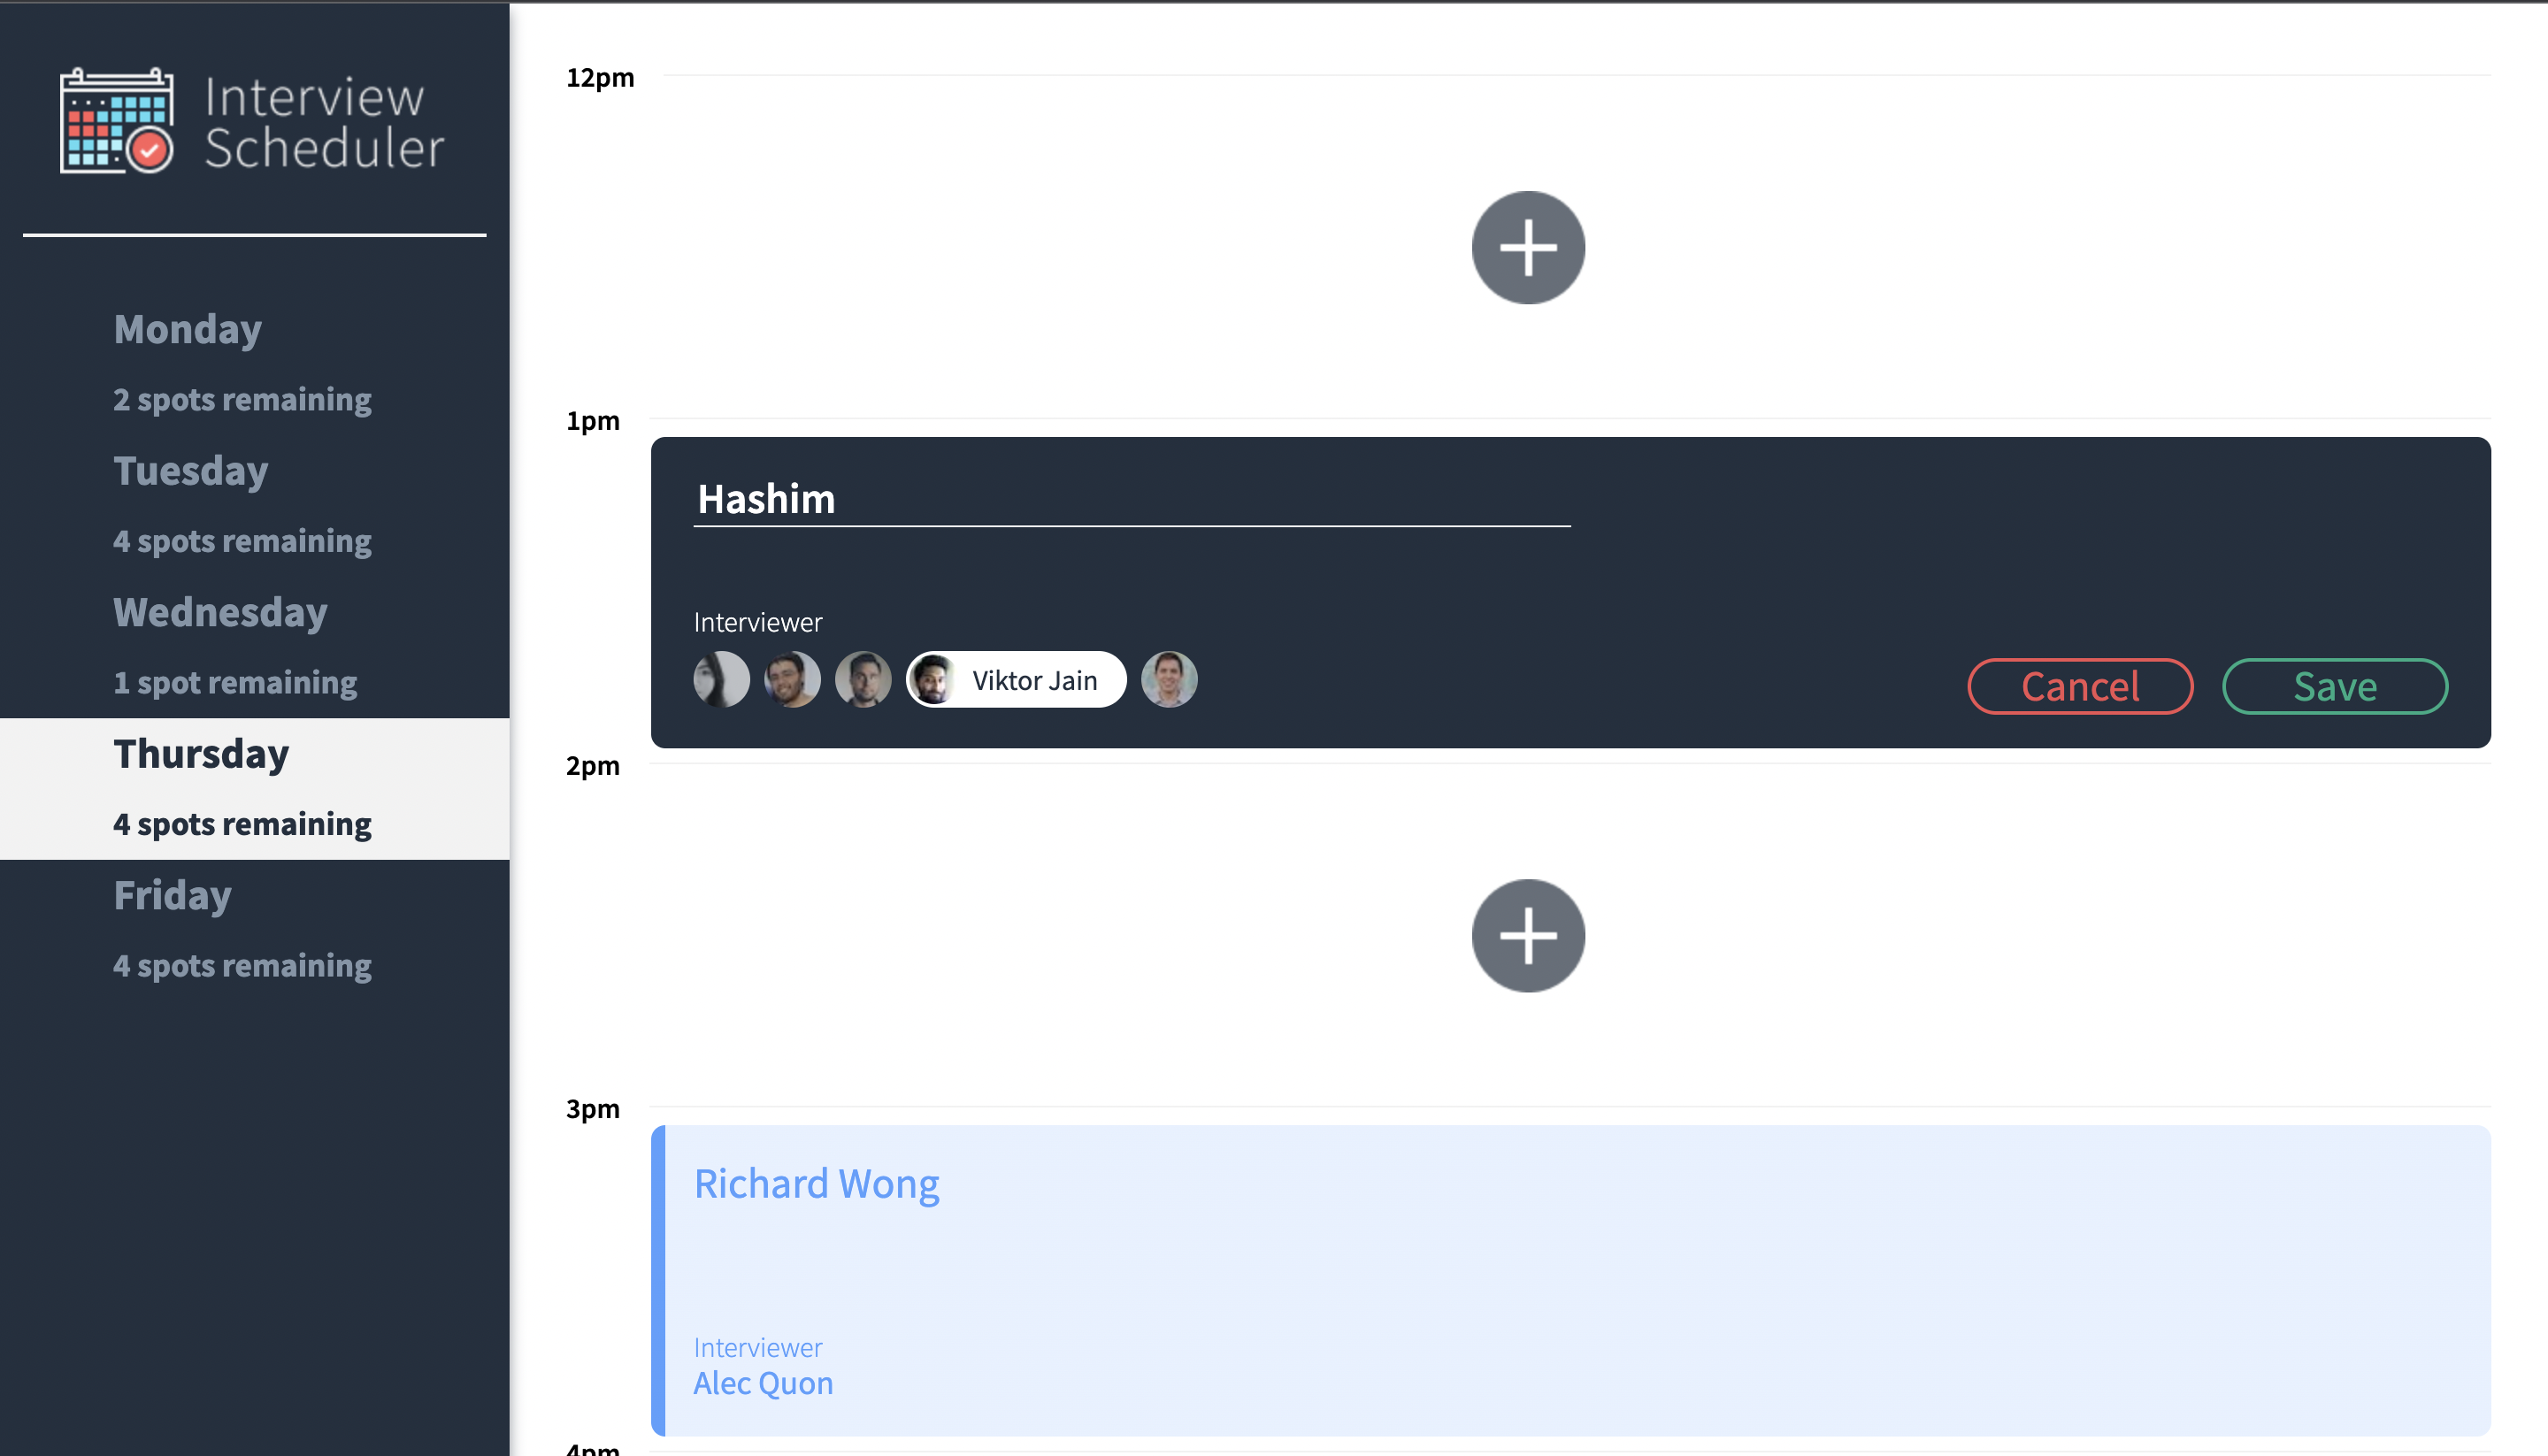 Interview
Scheduler
Monday
2 spots remaining
Tuesday
4 spots remaining
Wednesday
1 spot remaining
Thursday
4 spots remaining
Friday
4 spots remaining
12pm
1pm
Hashim
Interviewer
Viktor Jain
Cancel
Save
2pm
3pm
Richard Wong
Interviewer
Alec Quon
4pm